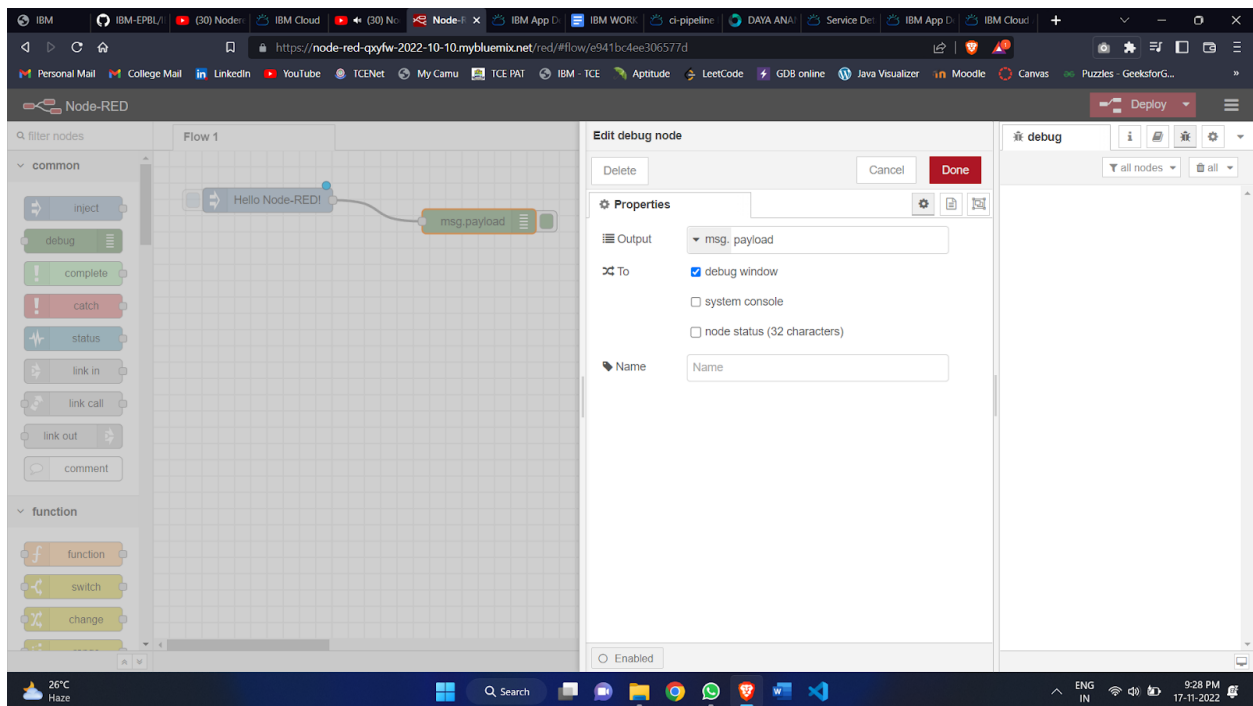 IBM
IBM-EPBL/I
(30) Noder
IBM Cloud
(30) No
Node-R
IBM App D
IBM WORK
ci-pipeline
DAYA ANA
Service Det
IBM App D
IBM Cloud
https://node-red-qxyfw-2022-10-10.mybluemix.net/red/#flow/e941bc4ee306577d
Personal Mail
College Mail
LinkedIn
YouTube
TCENet
My Camu
TCE PAT
IBM - TCE
Aptitude
LeetCode
GDB online
Java Visualizer
Moodle
Canvas
Puzzles - GeeksforG...
»
Node-RED
Deploy
filter nodes
Flow 1
Edit debug node
debug
i
Delete
Cancel
Done
all nodes
all
common
Properties
inject
debug
complete
catch
status
link in
link call
link out
comment
function
function
switch
change
Hello Node-RED!
msg.payload
Output
msg. payload
To
debug window
system console
node status (32 characters)
Name
Name
Enabled
26°C
Haze
Search
ENG
IN
9:28 PM
17-11-2022